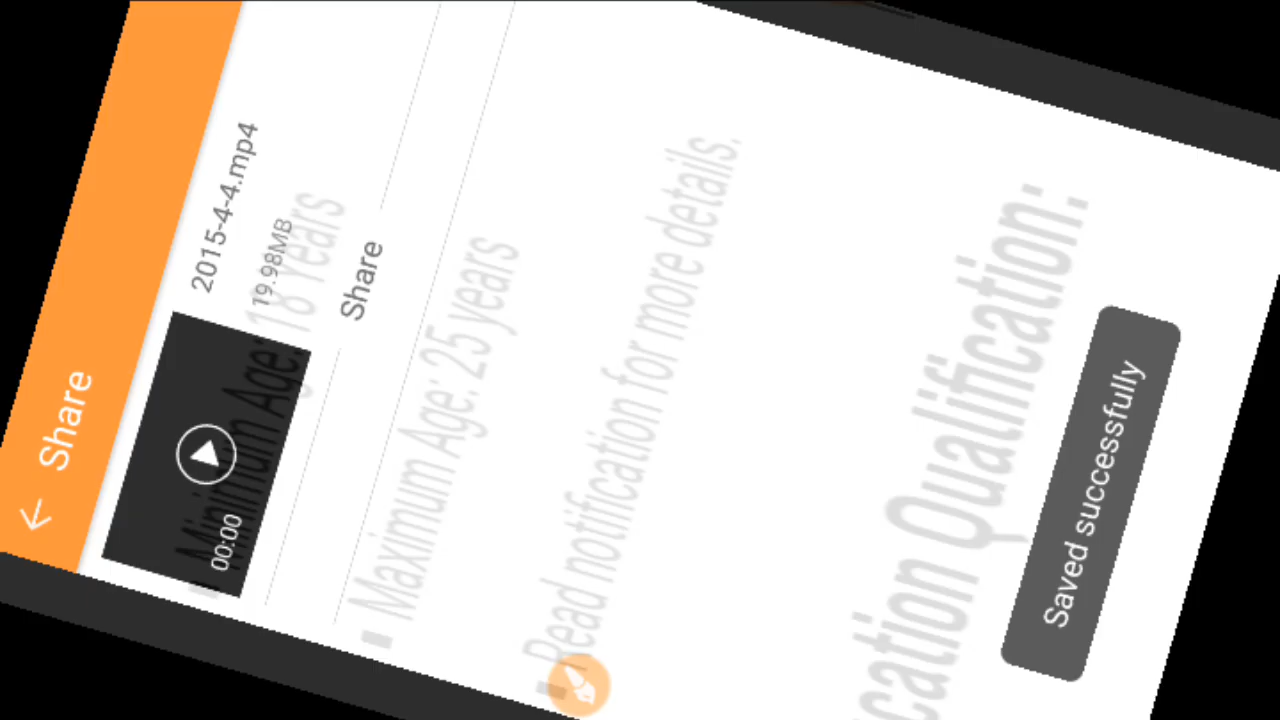 Share
2015-4-4.mp4
19.98MB
00:00
Share
Minimum Age: 18 Years
Maximum Age: 25 years
Read notification for more details.
Qualification:
Saved successfully